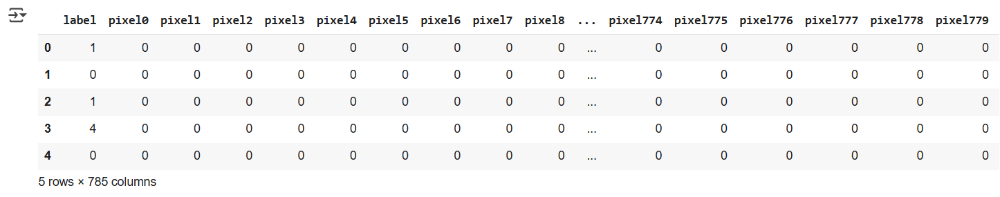 label pixel0 pixel1 pixel2 pixel3 pixel4 pixel5 pixel6 pixel7 pixel8 ... pixel774 pixel775 pixel776 pixel777 pixel778 pixel779
0 1 0 0 0 0 0 0 0 0 0 ... 0 0 0 0 0 0
1 0 0 0 0 0 0 0 0 0 0 ... 0 0 0 0 0 0
2 1 0 0 0 0 0 0 0 0 0 ... 0 0 0 0 0 0
3 4 0 0 0 0 0 0 0 0 0 ... 0 0 0 0 0 0
4 0 0 0 0 0 0 0 0 0 0 ... 0 0 0 0 0 0
5 rows × 785 columns